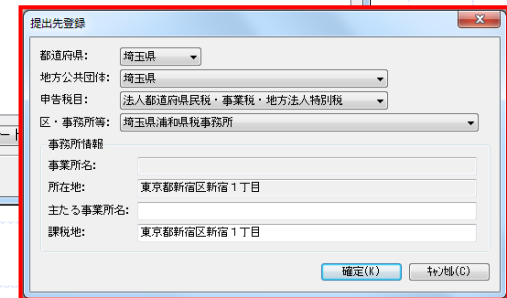 提出先登録
都道府県: 埼玉県
地方公共団体: 埼玉県
申告税目: 法人都道府県民税・事業税・地方法人特別税
区・事務所等: 埼玉県浦和県税事務所
事務所情報
事業所名:
所在地: 東京都新宿区新宿1丁目
主たる事業所名:
課税地: 東京都新宿区新宿1丁目
確定(K) ｷｬﾝｾﾙ(C)
ート